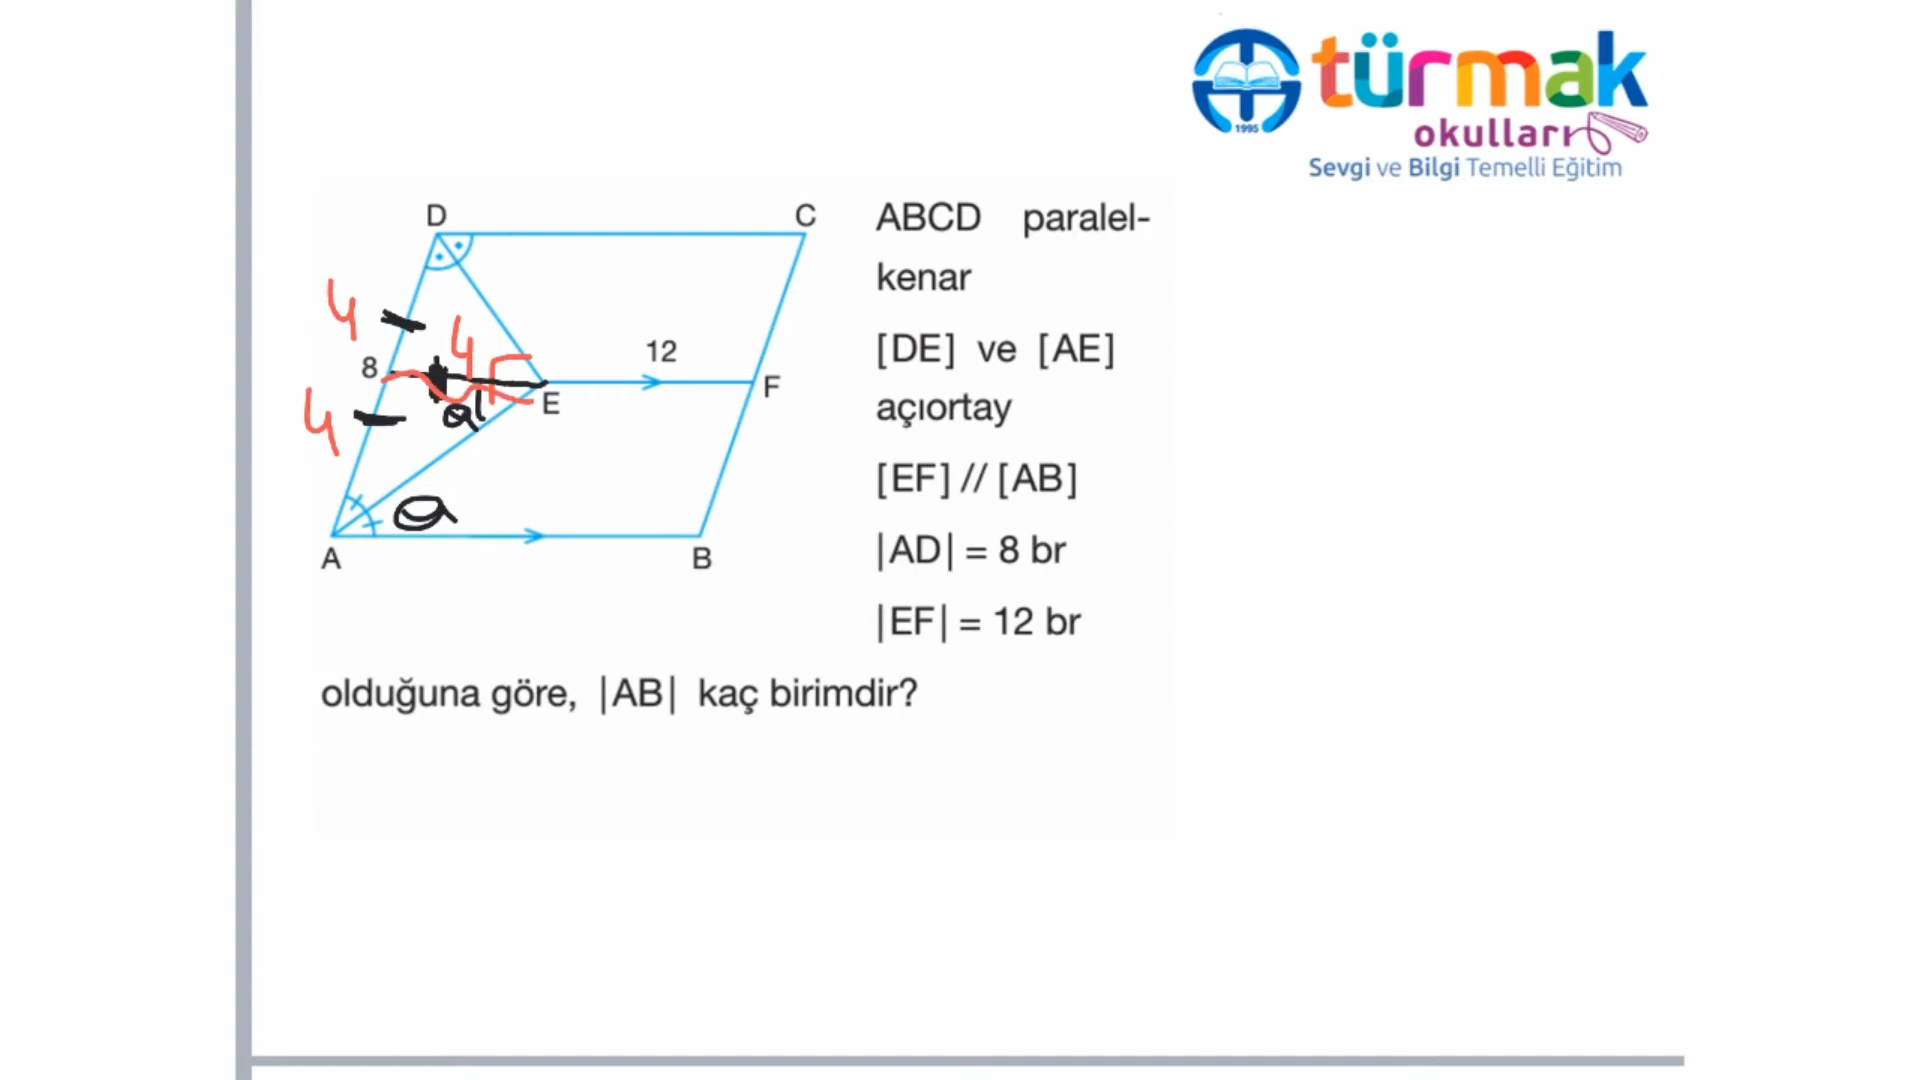 1995
türmak
okulları
Sevgi ve Bilgi Temelli Eğitim
D
C
ABCD paralel-
kenar
4
4
8
12
[DE] ve [AE]
E
F
4
a
açıortay
[EF] // [AB]
a
A
B
|AD| = 8 br
|EF| = 12 br
olduğuna göre, |AB| kaç birimdir?